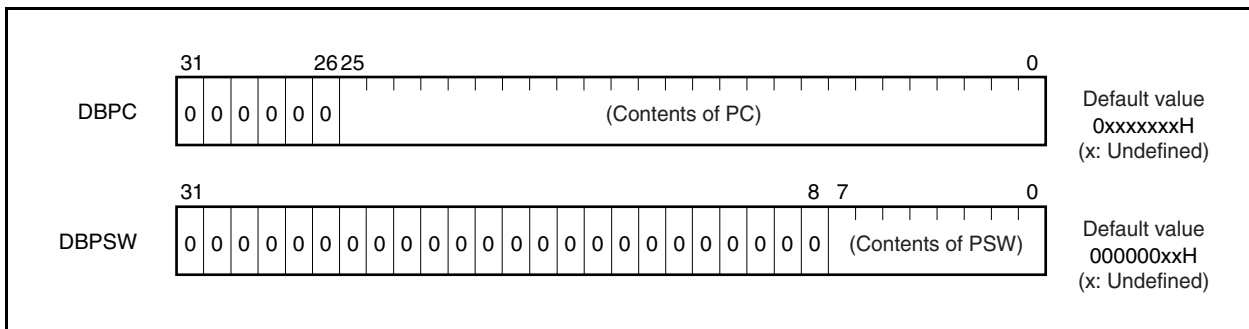 31 26 25 0
DBPC 0 0 0 0 0 0 (Contents of PC)
Default value
0xxxxxxxH
(x: Undefined)
31 8 7 0
DBPSW 0 0 0 0 0 0 0 0 0 0 0 0 0 0 0 0 0 0 0 0 0 0 0 0 (Contents of PSW)
Default value
000000xxH
(x: Undefined)